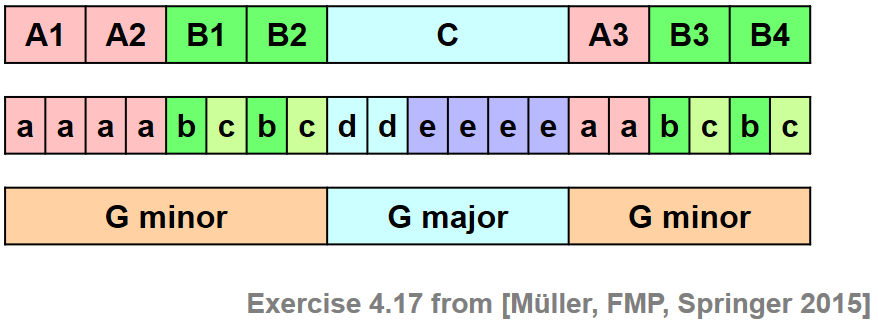 A1 A2 B1 B2 C A3 B3 B4
a a a a b c b c d d e e e e a a b c b c
G minor G major G minor
Exercise 4.17 from [Müller, FMP, Springer 2015]